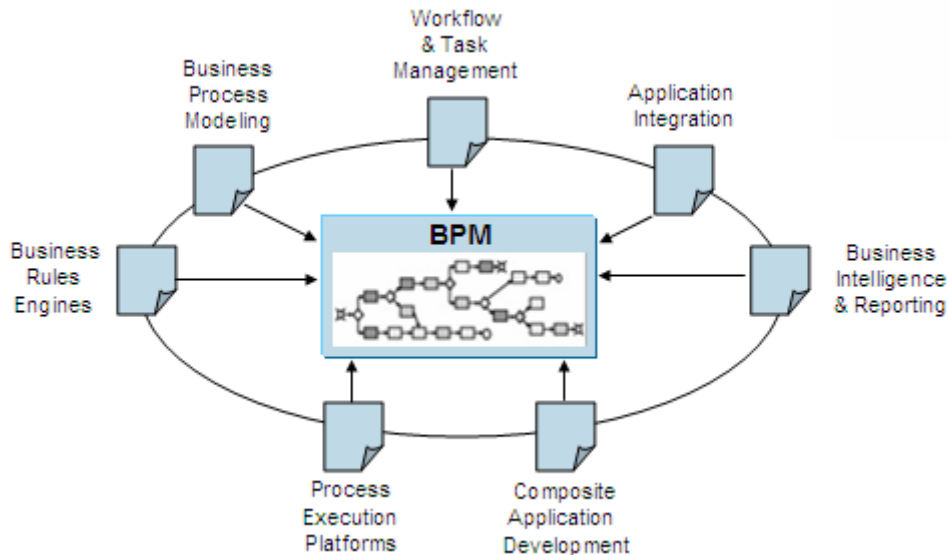 Workflow
& Task
Management
Business
Process
Modeling
Application
Integration
BPM
Business
Rules
Engines
Business
Intelligence
& Reporting
Process
Execution
Platforms
Composite
Application
Development